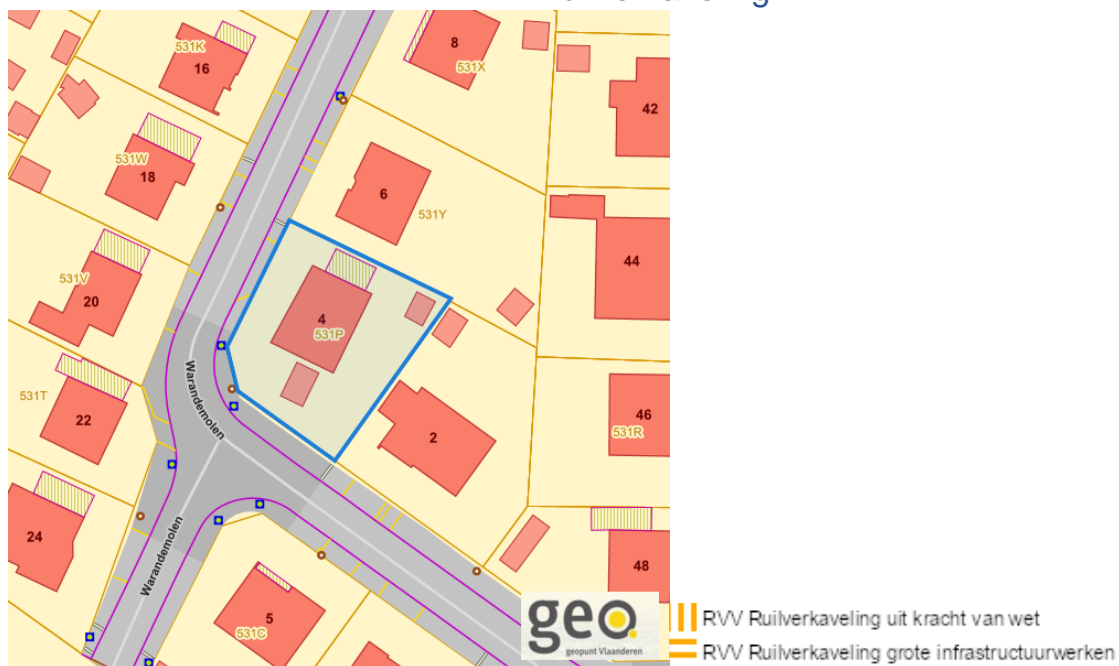 8
531K
16
531X
42
531W
18
6
531Y
44
531V
20
4
531P
Warandemolen
531T
22
2
46
531R
24
Warandemolen
48
5
531C
geo.
geopunt Vlaanderen
RVV Ruilverkaveling uit kracht van wet
RVV Ruilverkaveling grote infrastructuurwerken